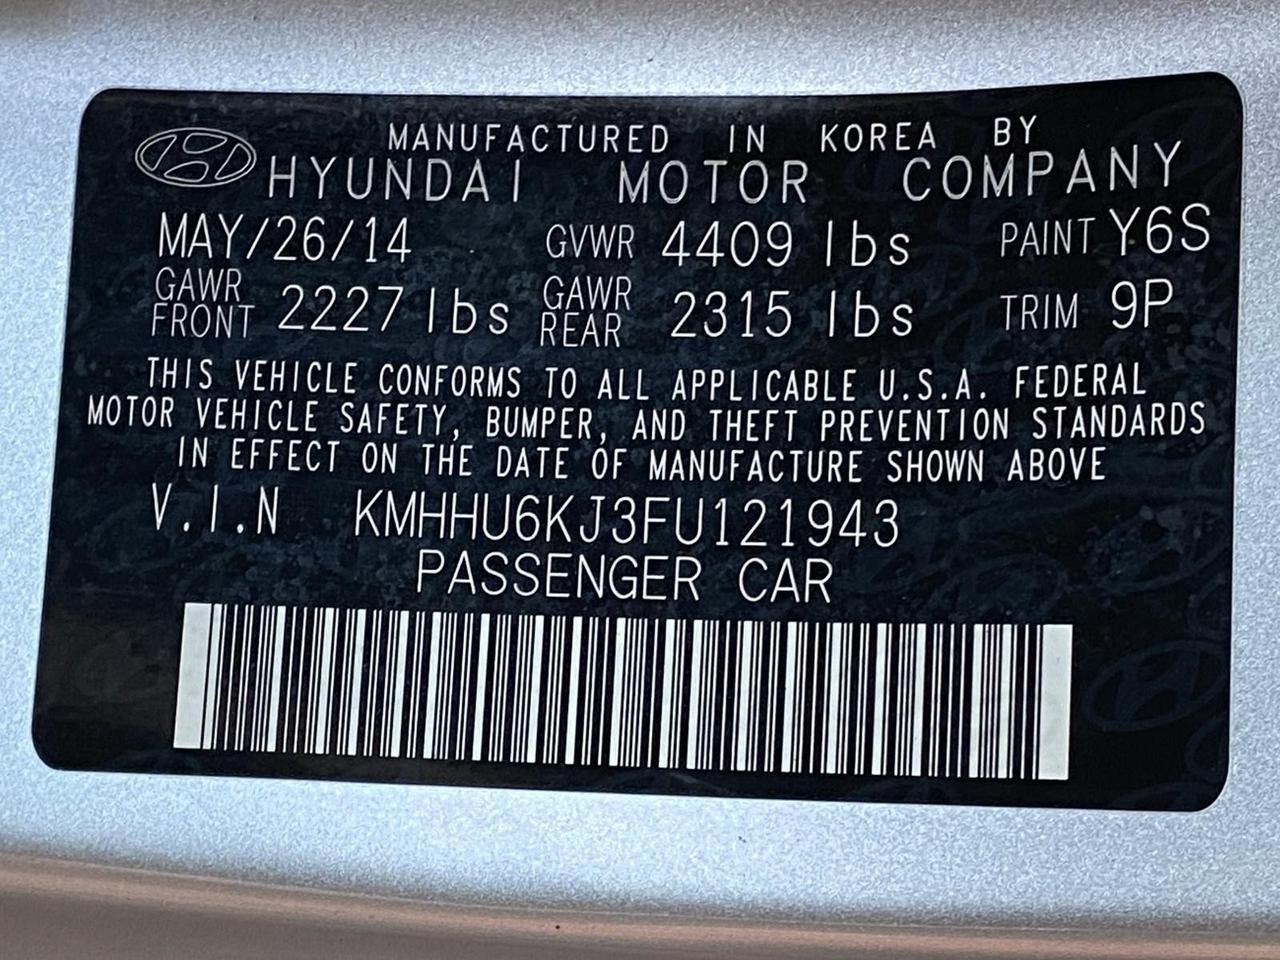 MANUFACTURED IN KOREA BY
HYUNDAI MOTOR COMPANY
MAY/26/14 GVWR 4409 lbs PAINT Y6S
GAWR FRONT 2227 lbs GAWR REAR 2315 lbs TRIM 9P
THIS VEHICLE CONFORMS TO ALL APPLICABLE U.S.A. FEDERAL
MOTOR VEHICLE SAFETY, BUMPER, AND THEFT PREVENTION STANDARDS
IN EFFECT ON THE DATE OF MANUFACTURE SHOWN ABOVE
V.I.N KMHHU6KJ3FU121943
PASSENGER CAR